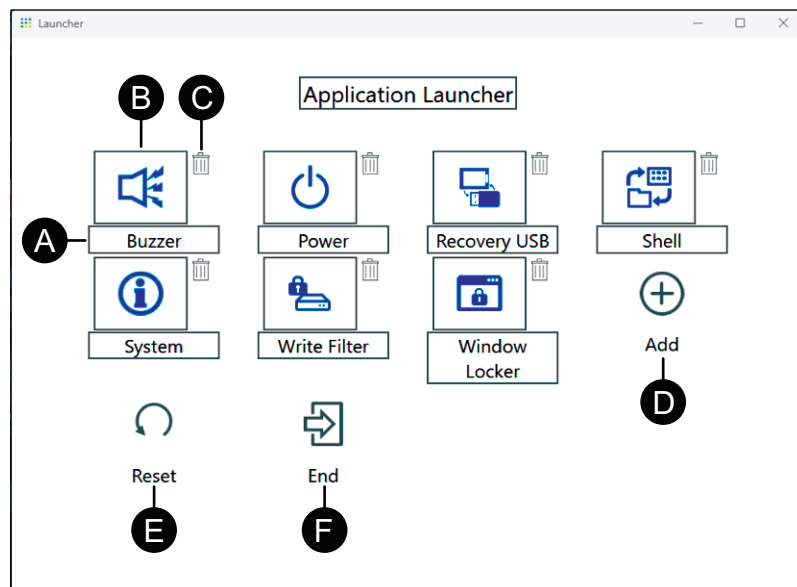 Launcher
Application Launcher
B
C
A
Buzzer
Power
Recovery USB
Shell
System
Write Filter
Window
Locker
Add
D
Reset
End
E
F